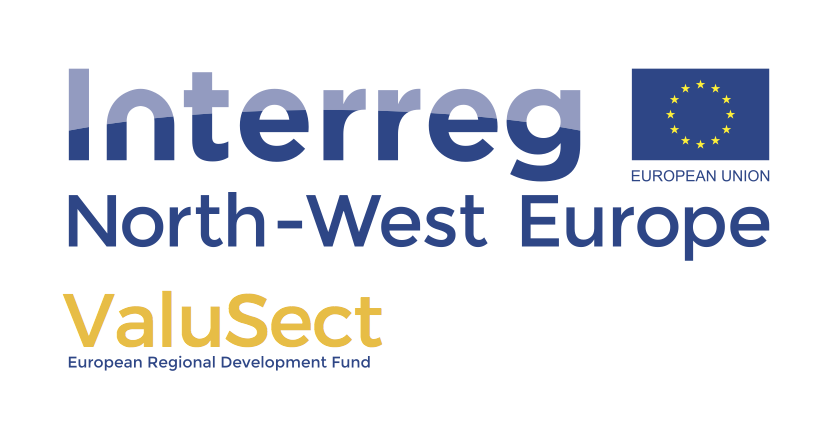 Interreg
EUROPEAN UNION
North-West Europe
ValuSect
European Regional Development Fund